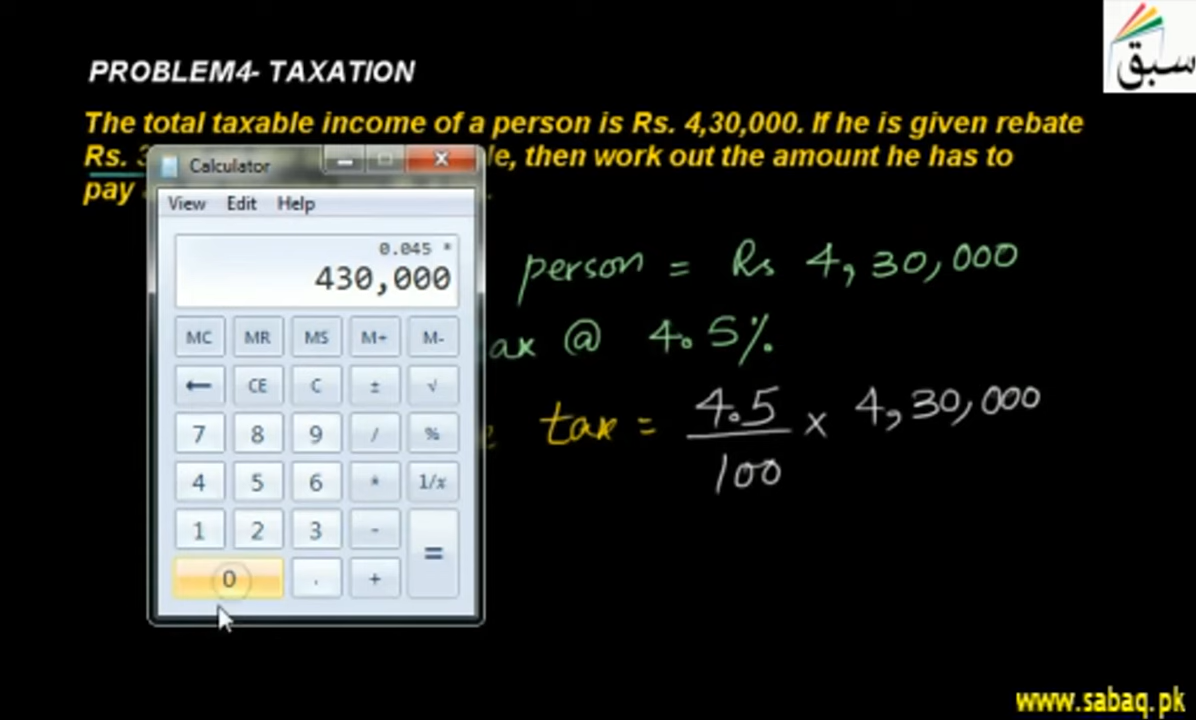 سبق
PROBLEM4- TAXATION
The total taxable income of a person is Rs. 4,30,000. If he is given rebate
Rs. 3 le, then work out the amount he has to
pay
Calculator
View Edit Help
0.045 *
430,000
MC MR MS M+ M-
← CE C ± √
7 8 9 / %
4 5 6 * 1/x
1 2 3 - =
0 . +
person = Rs 4,30,000
ax @ 4.5%
e tax = 4.5/100 x 4,30,000
www.sabaq.pk